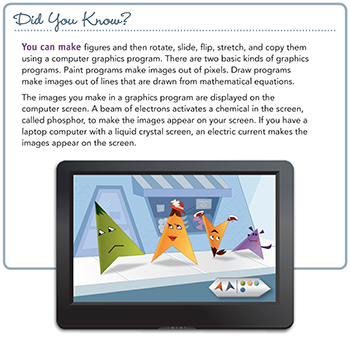 Did You Know?
You can make figures and then rotate, slide, flip, stretch, and copy them
using a computer graphics program. There are two basic kinds of graphics
programs. Paint programs make images out of pixels. Draw programs
make images out of lines that are drawn from mathematical equations.
The images you make in a graphics program are displayed on the
computer screen. A beam of electrons activates a chemical in the screen,
called phosphor, to make the images appear on your screen. If you have a
laptop computer with a liquid crystal screen, an electric current makes the
images appear on the screen.